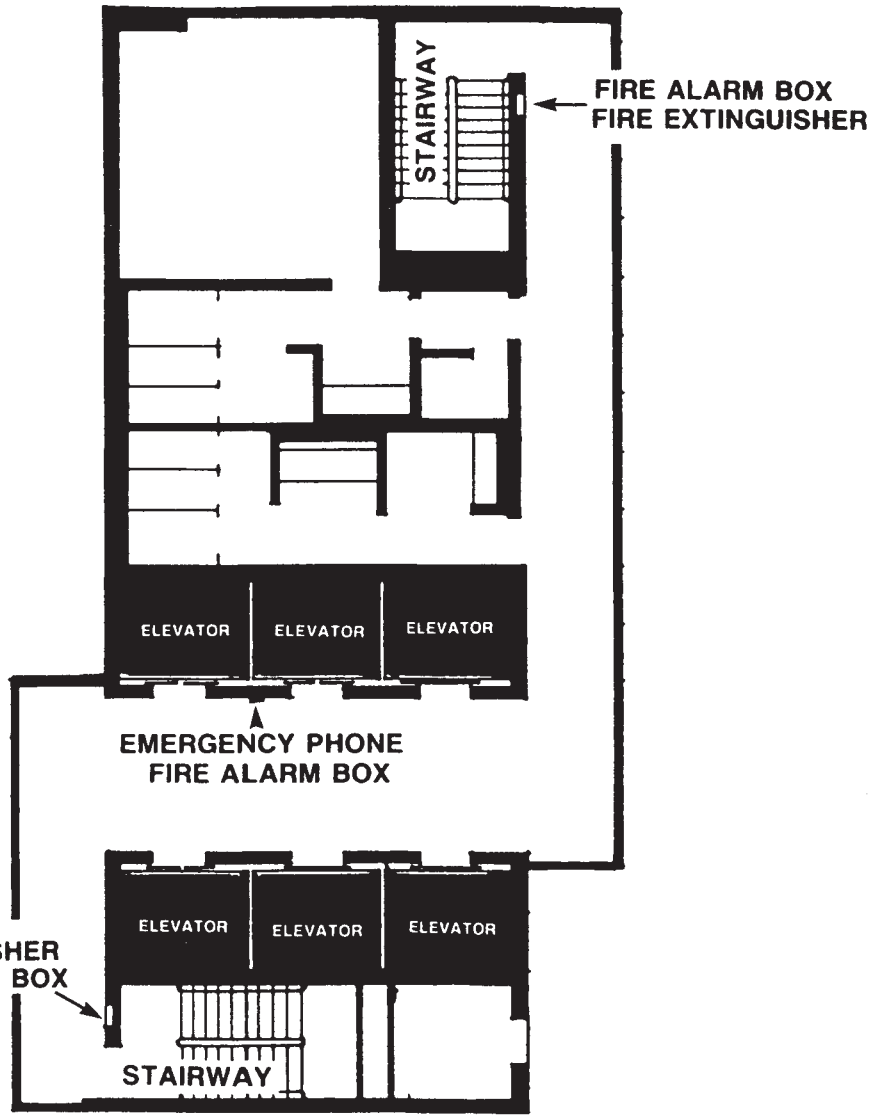 STAIRWAY
FIRE ALARM BOX
FIRE EXTINGUISHER
ELEVATOR ELEVATOR ELEVATOR
EMERGENCY PHONE
FIRE ALARM BOX
ELEVATOR ELEVATOR ELEVATOR
BOX
STAIRWAY